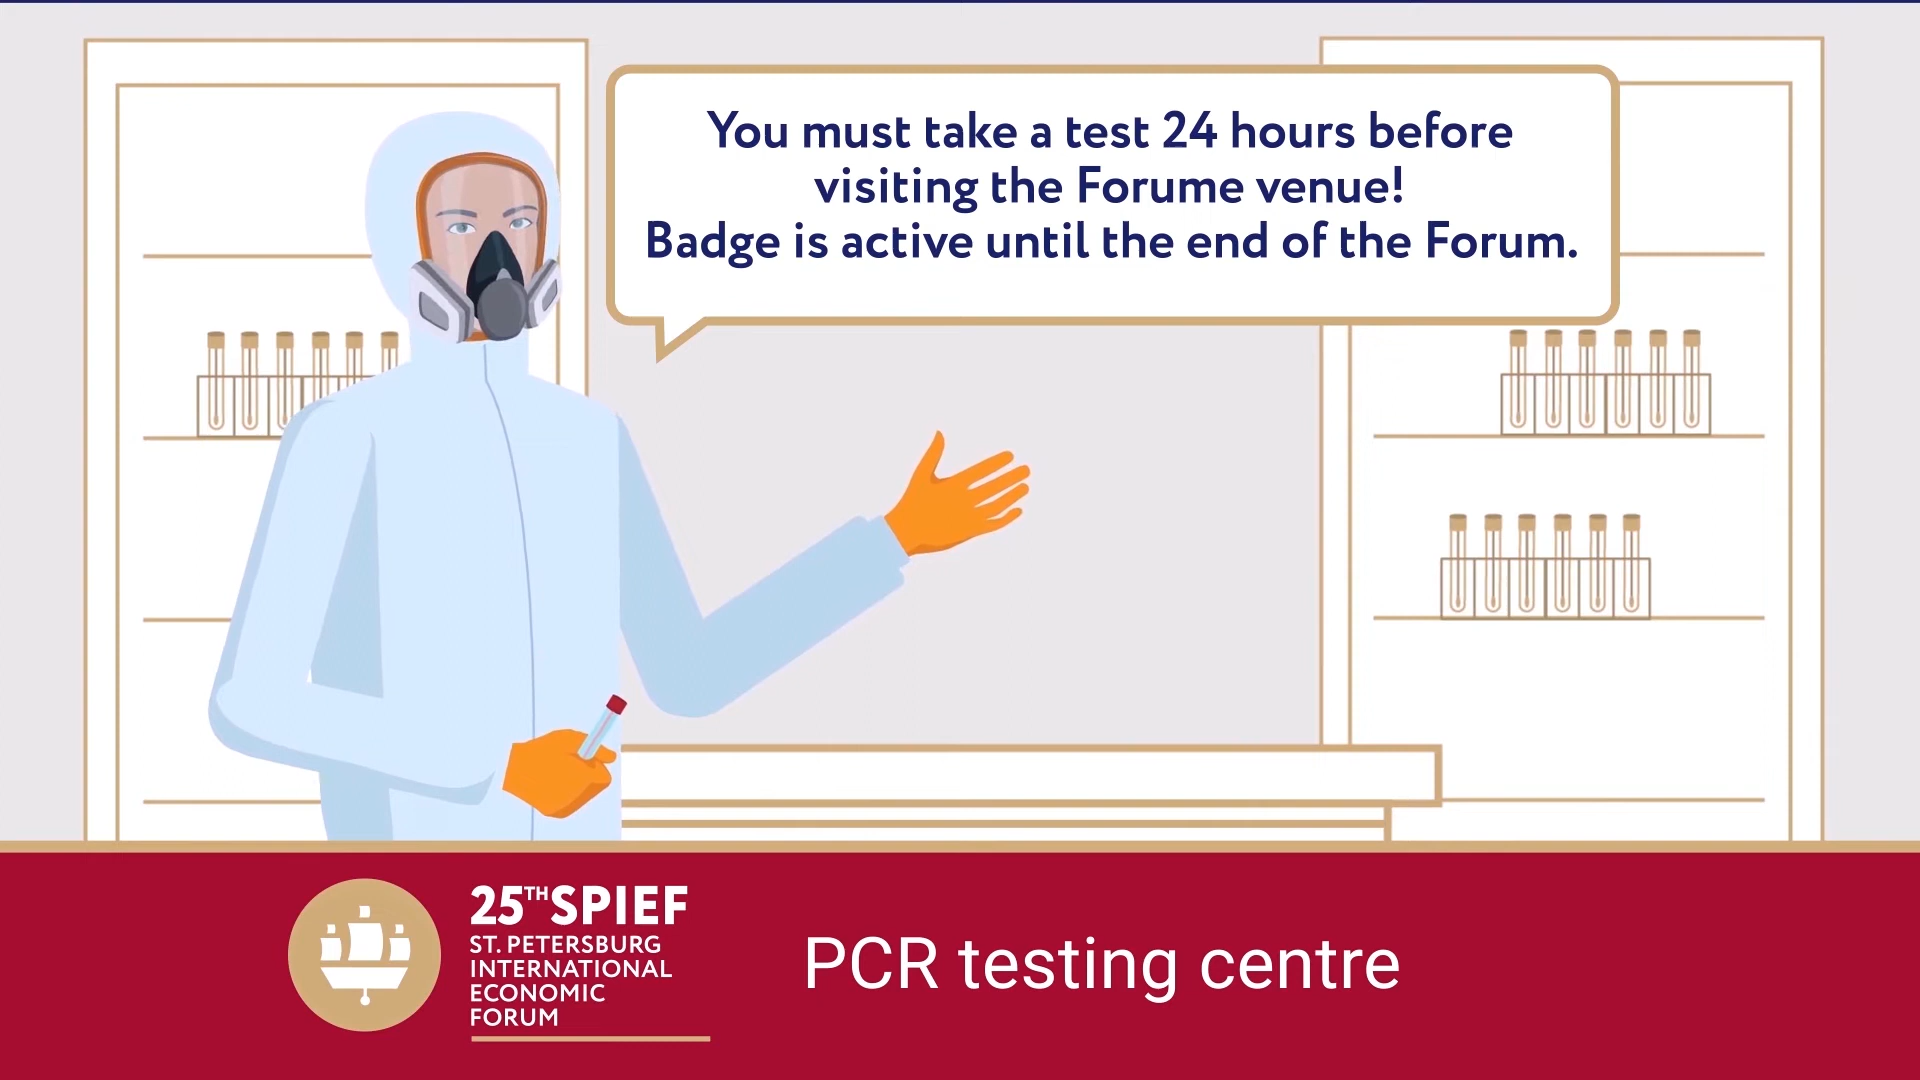 You must take a test 24 hours before
visiting the Forume venue!
Badge is active until the end of the Forum.
25TH SPIEF
ST. PETERSBURG
INTERNATIONAL
ECONOMIC
FORUM
PCR testing centre